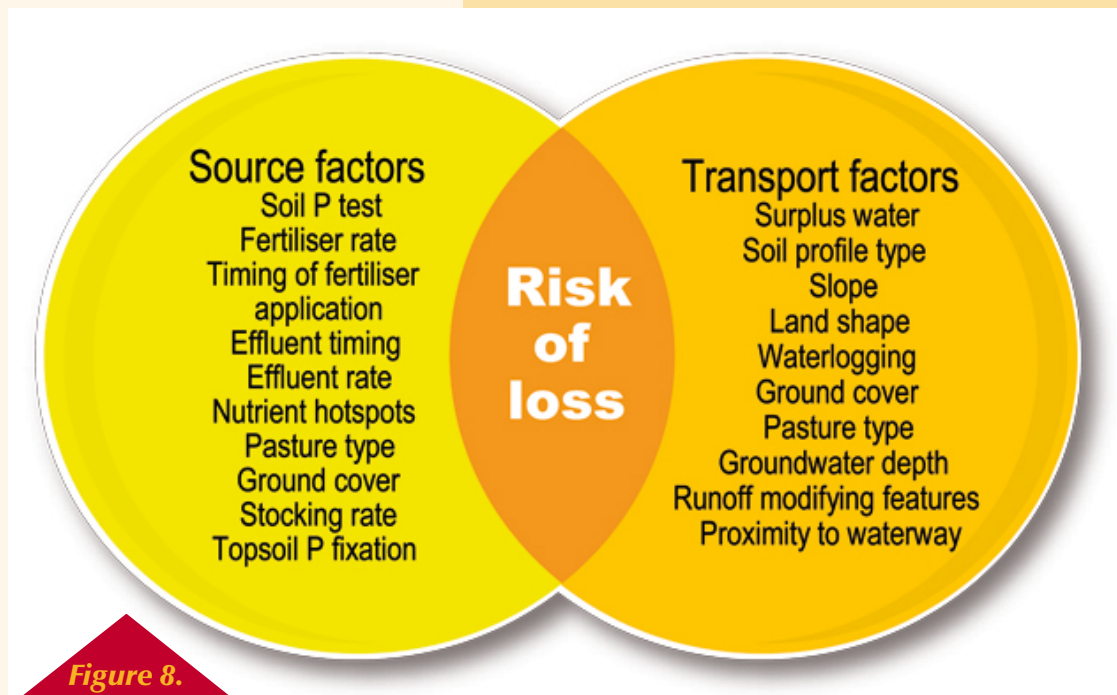 Source factors
Soil P test
Fertiliser rate
Timing of fertiliser
application
Effluent timing
Effluent rate
Nutrient hotspots
Pasture type
Ground cover
Stocking rate
Topsoil P fixation
Risk
of
loss
Transport factors
Surplus water
Soil profile type
Slope
Land shape
Waterlogging
Ground cover
Pasture type
Groundwater depth
Runoff modifying features
Proximity to waterway
Figure 8.